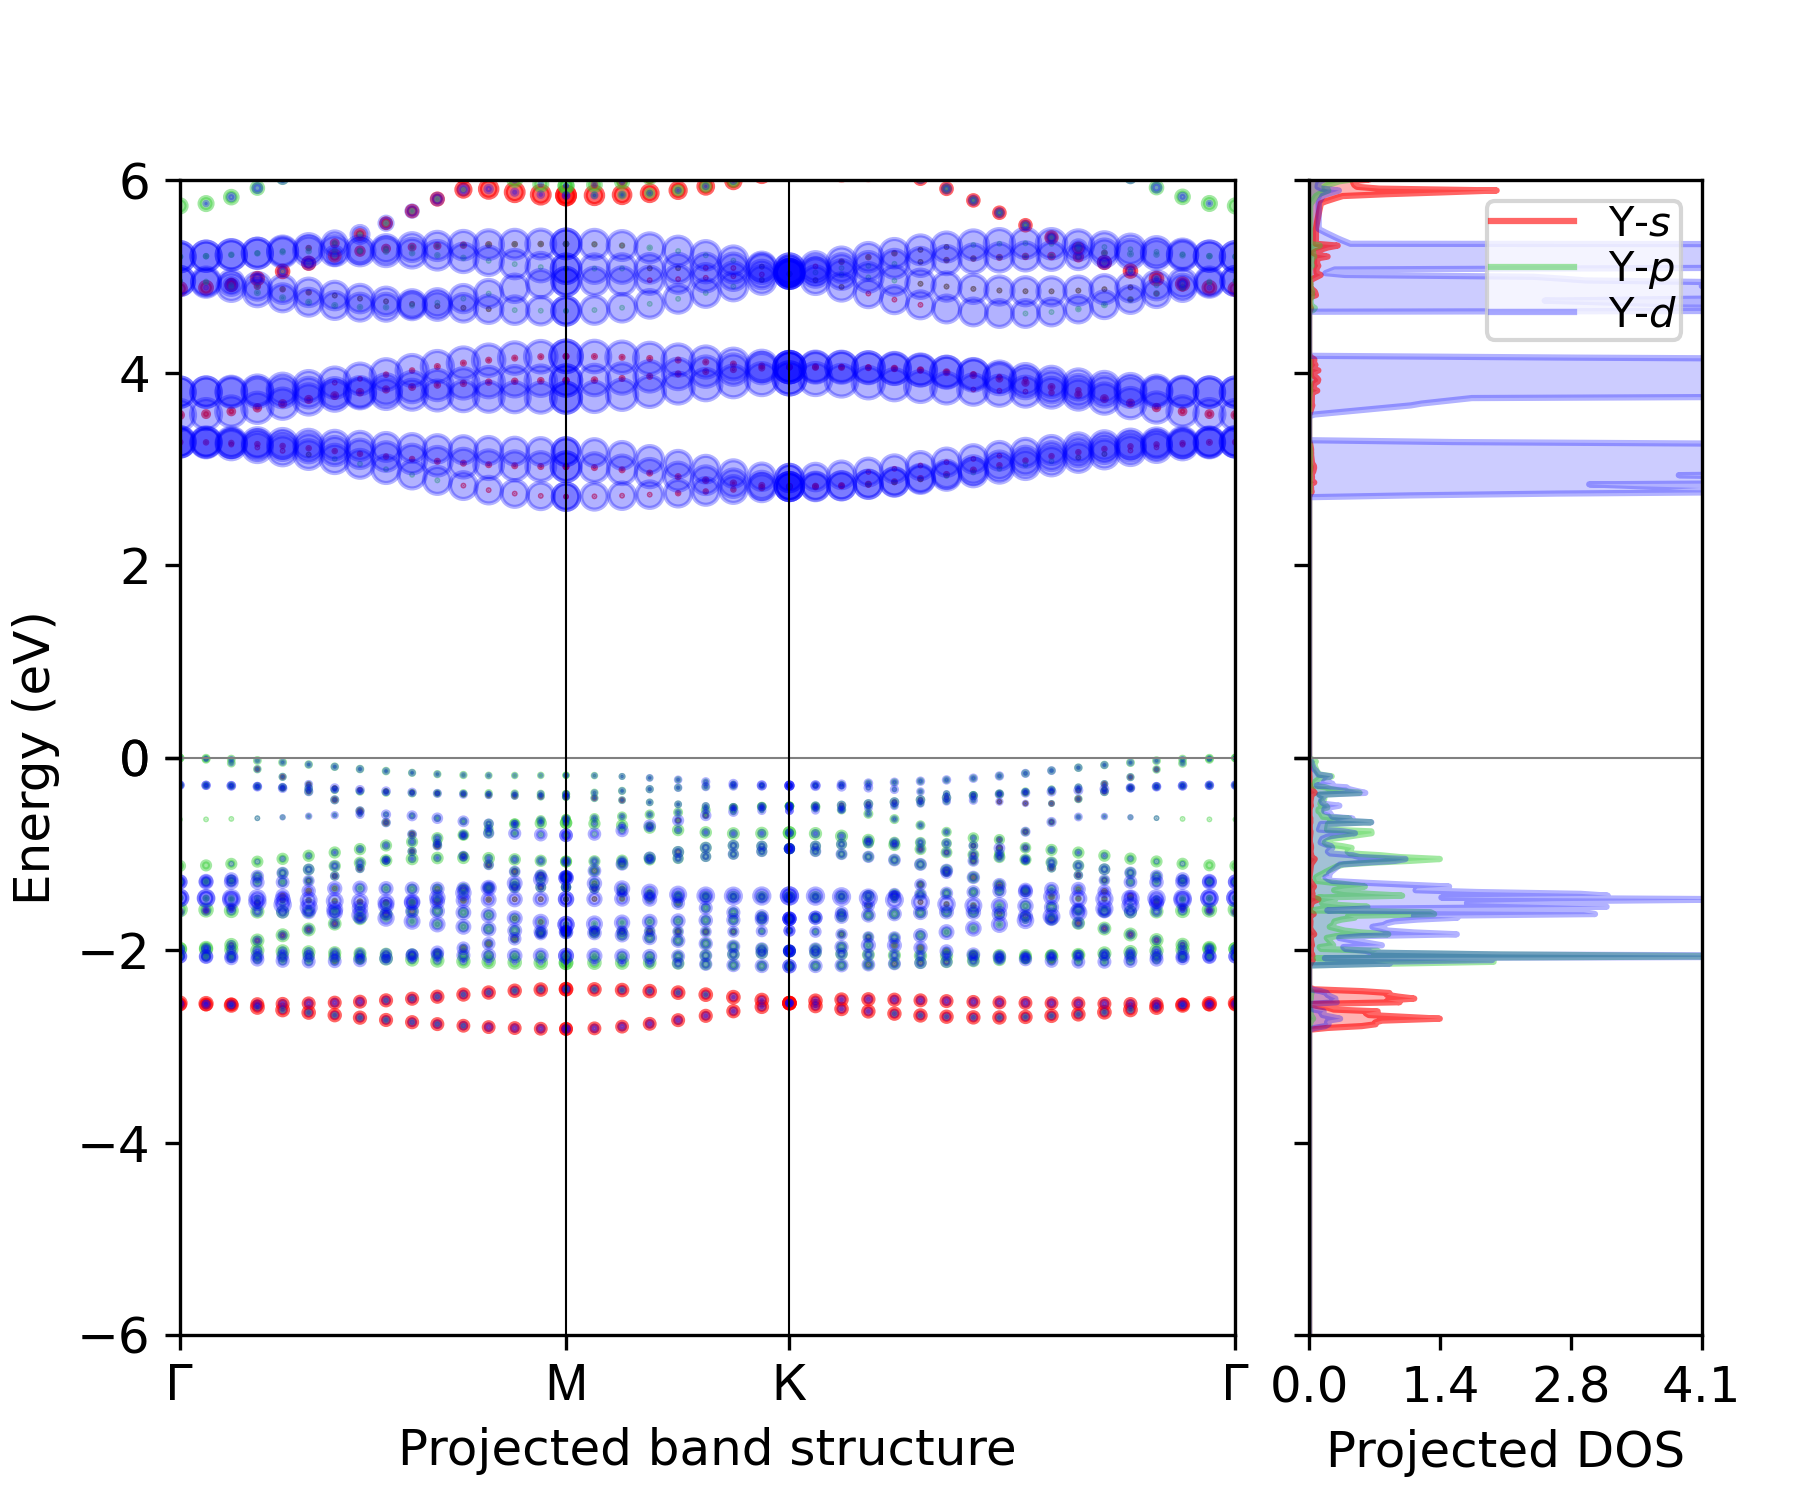 6
4
2
0
−2
−4
−6
Energy (eV)
Γ M K Γ
Projected band structure
Y-s
Y-p
Y-d
0.0 1.4 2.8 4.1
Projected DOS